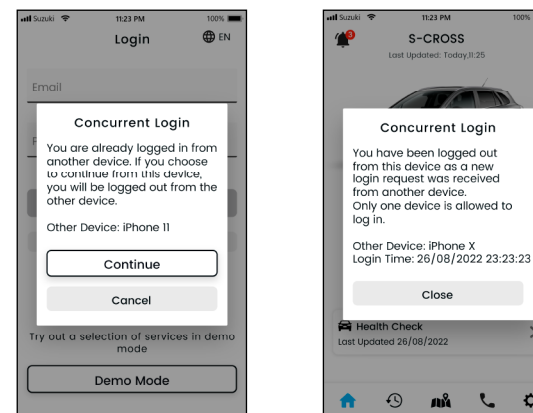 Suzuki 11:23 PM 100%
Login
EN
Email
P
Concurrent Login
You are already logged in from
another device. If you choose
to continue from this device,
you will be logged out from the
other device.
Other Device: iPhone 11
Continue
Cancel
Try out a selection of services in demo
mode
Demo Mode
Suzuki 11:23 PM 100%
3
S-CROSS
Last Updated: Today,11:25
Concurrent Login
You have been logged out
from this device as a new
login request was received
from another device.
Only one device is allowed to
log in.
Other Device: iPhone X
Login Time: 26/08/2022 23:23:23
Close
Health Check
Last Updated 26/08/2022